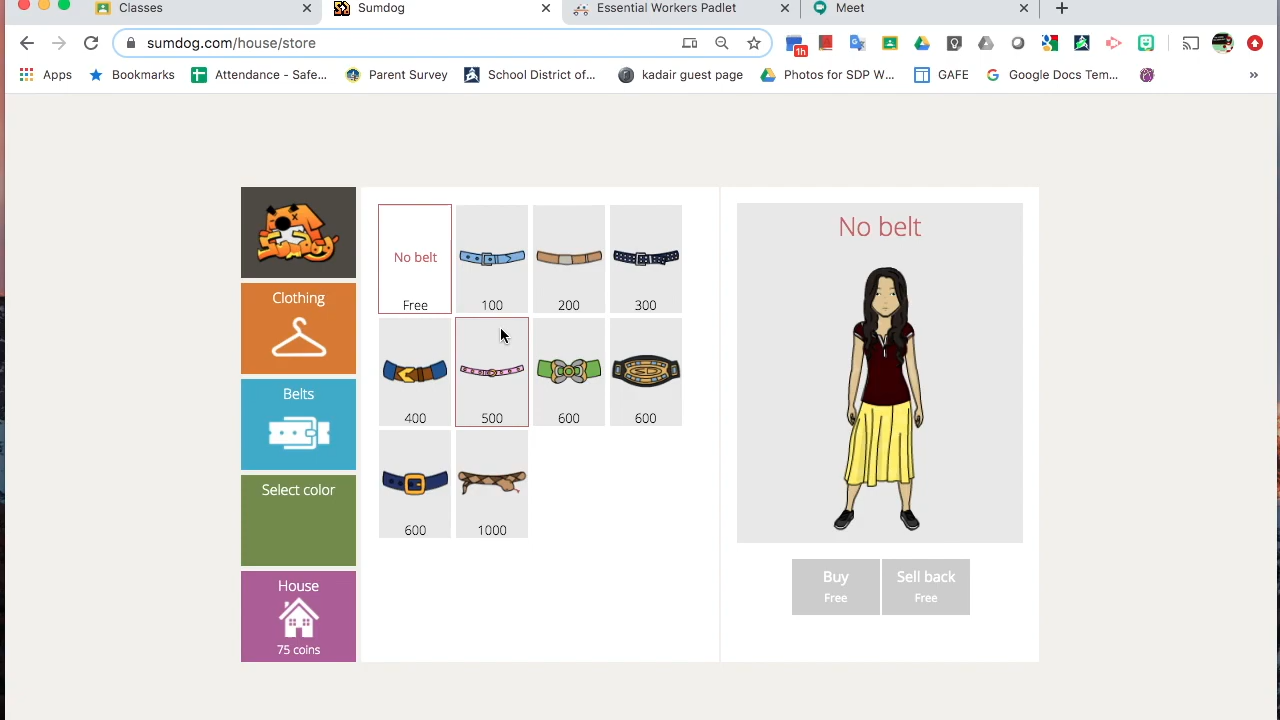 Classes
Sumdog
Essential Workers Padlet
Meet
sumdog.com/house/store
1h
Apps
Bookmarks
Attendance - Safe...
Parent Survey
School District of...
kadair guest page
Photos for SDP W...
GAFE
Google Docs Tem...
Sumdog
Clothing
Belts
Select color
House
75 coins
No belt
Free
100
200
300
400
500
600
600
600
1000
No belt
Buy
Free
Sell back
Free